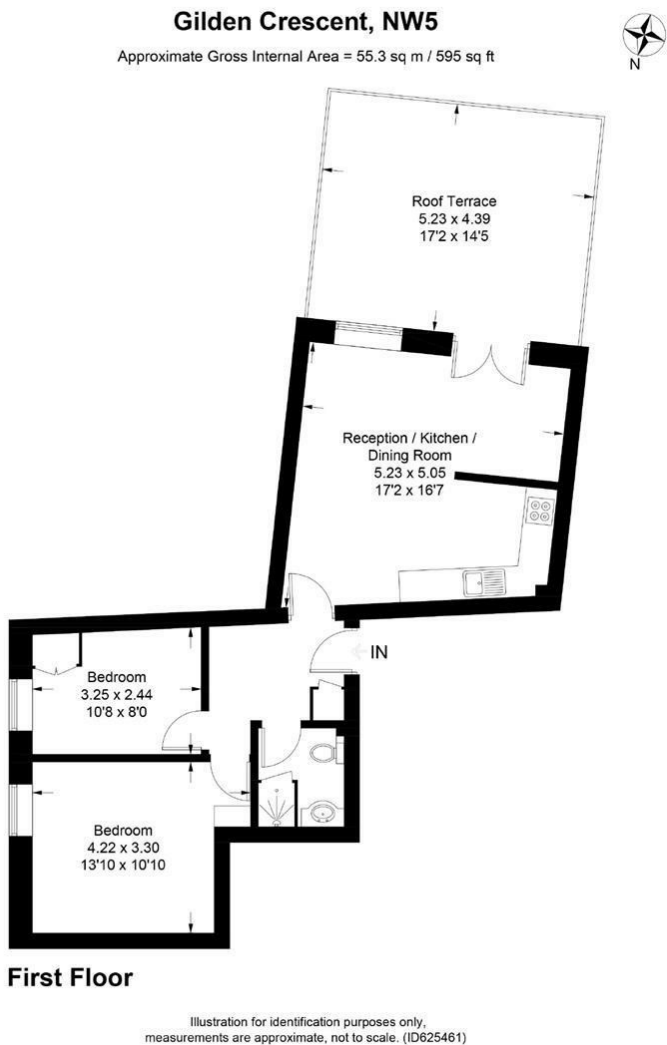 Gilden Crescent, NW5
Approximate Gross Internal Area = 55.3 sq m / 595 sq ft
N
Roof Terrace
5.23 x 4.39
17'2 x 14'5
Reception / Kitchen /
Dining Room
5.23 x 5.05
17'2 x 16'7
IN
Bedroom
3.25 x 2.44
10'8 x 8'0
Bedroom
4.22 x 3.30
13'10 x 10'10
First Floor
Illustration for identification purposes only,
measurements are approximate, not to scale. (ID625461)